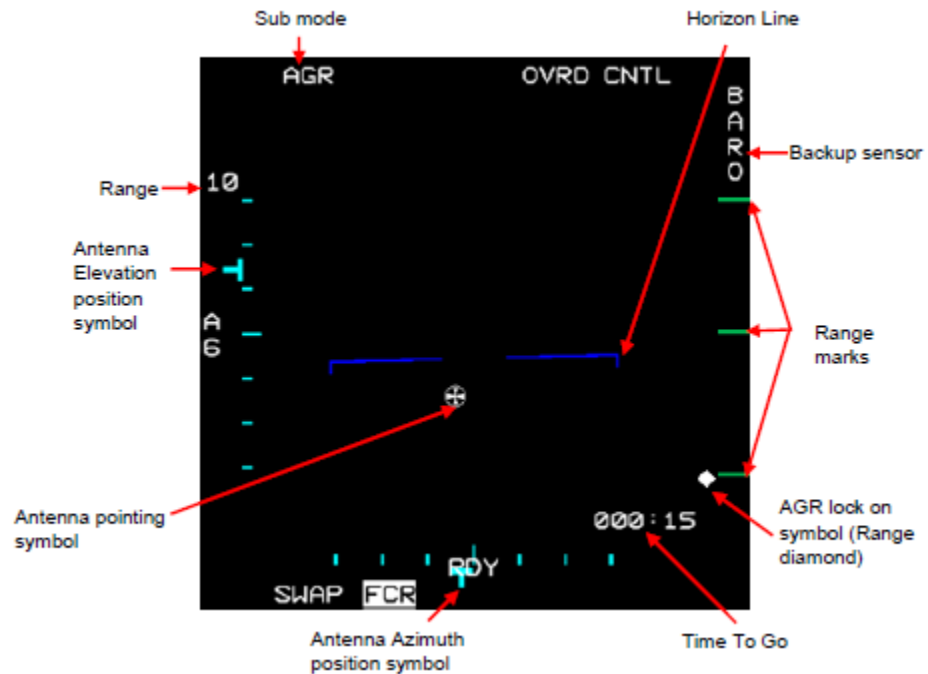 Sub mode
Horizon Line
AGR
OVRD CNTL
B
A
R
O
Backup sensor
Range
10
Antenna
Elevation
position
symbol
A
6
Range
marks
Antenna pointing
symbol
000:15
AGR lock on
symbol (Range
diamond)
RDY
SWAP FCR
Antenna Azimuth
position symbol
Time To Go